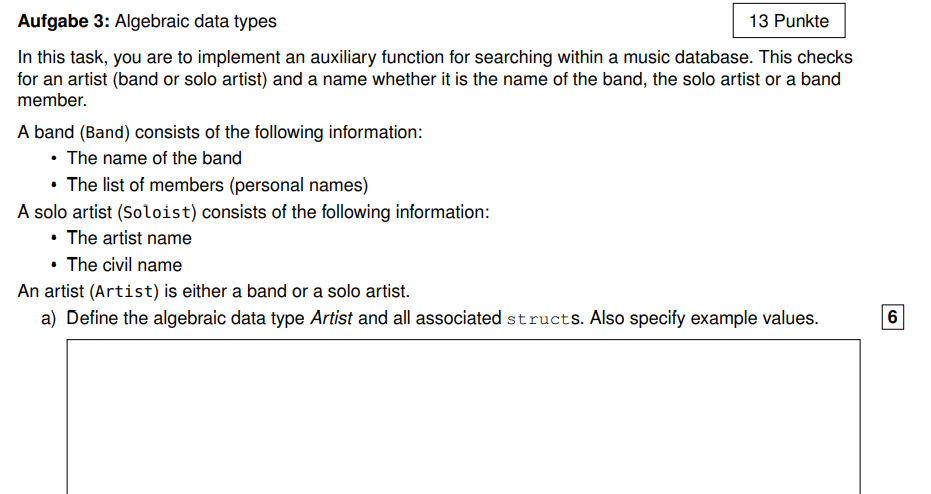 Aufgabe 3: Algebraic data types
13 Punkte
In this task, you are to implement an auxiliary function for searching within a music database. This checks
for an artist (band or solo artist) and a name whether it is the name of the band, the solo artist or a band
member.
A band (Band) consists of the following information:
• The name of the band
• The list of members (personal names)
A solo artist (Soloist) consists of the following information:
• The artist name
• The civil name
An artist (Artist) is either a band or a solo artist.
a) Define the algebraic data type Artist and all associated structs. Also specify example values.
6